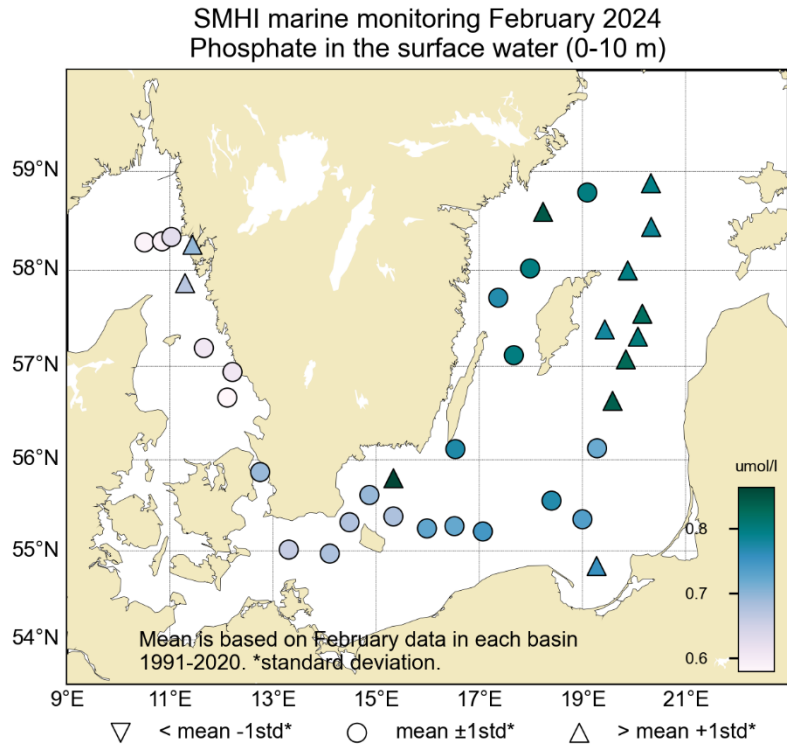 SMHI marine monitoring February 2024
Phosphate in the surface water (0-10 m)
59°N
58°N
57°N
56°N
55°N
54°N
umol/l
0.8
0.7
0.6
Mean is based on February data in each basin
1991-2020. *standard deviation.
9°E 11°E 13°E 15°E 17°E 19°E 21°E
< mean -1std* mean ±1std* > mean +1std*